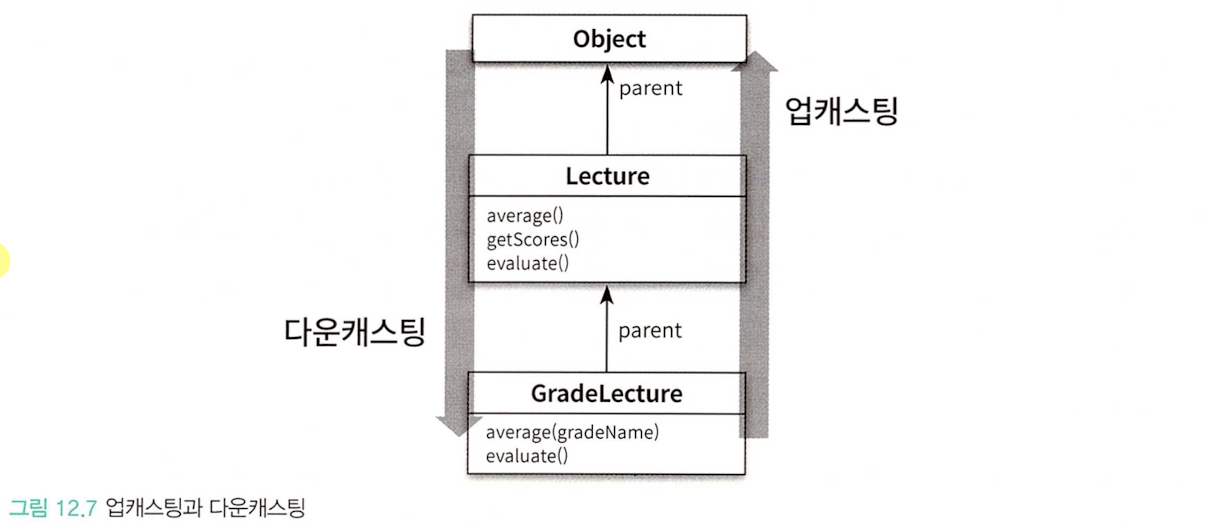 Object
parent
업캐스팅
Lecture
average()
getScores()
evaluate()
다운캐스팅
parent
GradeLecture
average(gradeName)
evaluate()
그림 12.7 업캐스팅과 다운캐스팅